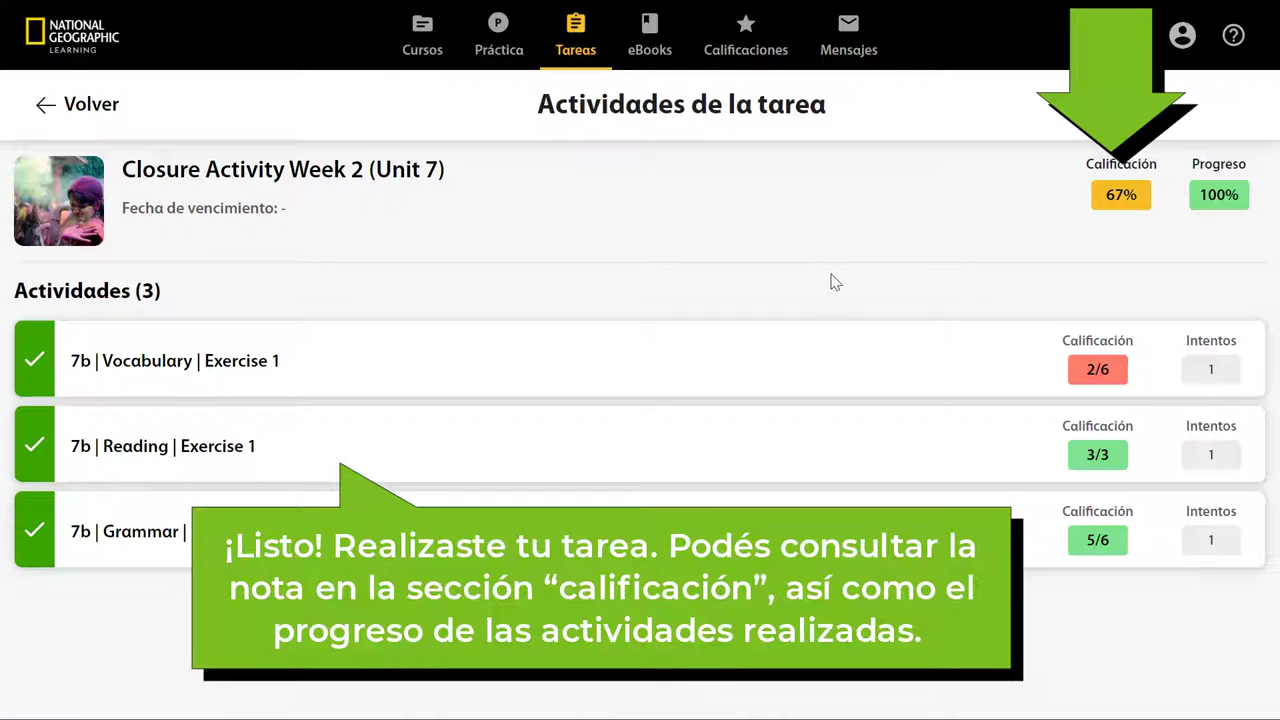 NATIONAL
GEOGRAPHIC
LEARNING
Cursos
P
Práctica
Tareas
eBooks
Calificaciones
Mensajes
?
Volver
Actividades de la tarea
Closure Activity Week 2 (Unit 7)
Fecha de vencimiento: -
Calificación
Progreso
67%
100%
Actividades (3)
7b | Vocabulary | Exercise 1
Calificación
Intentos
2/6
1
7b | Reading | Exercise 1
Calificación
Intentos
3/3
1
7b | Grammar |
Calificación
Intentos
5/6
1
¡Listo! Realizaste tu tarea. Podés consultar la
nota en la sección “calificación”, así como el
progreso de las actividades realizadas.